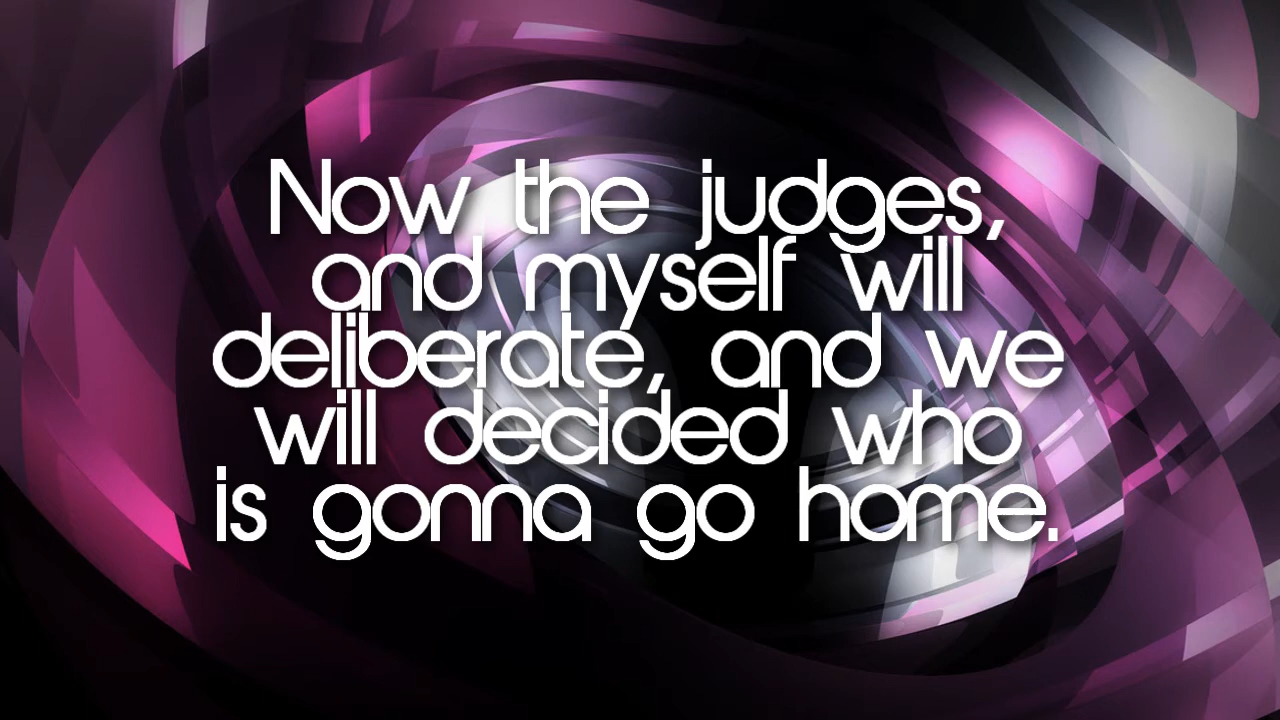 Now the judges,
and myself will
deliberate, and we
will decided who
is gonna go home.